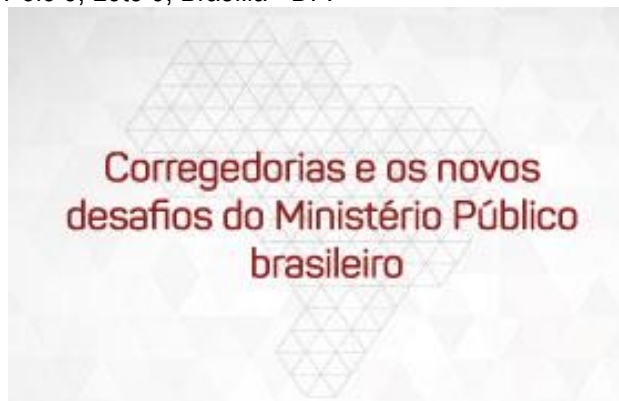 Corregedorias e os novos
desafios do Ministério Público
brasileiro